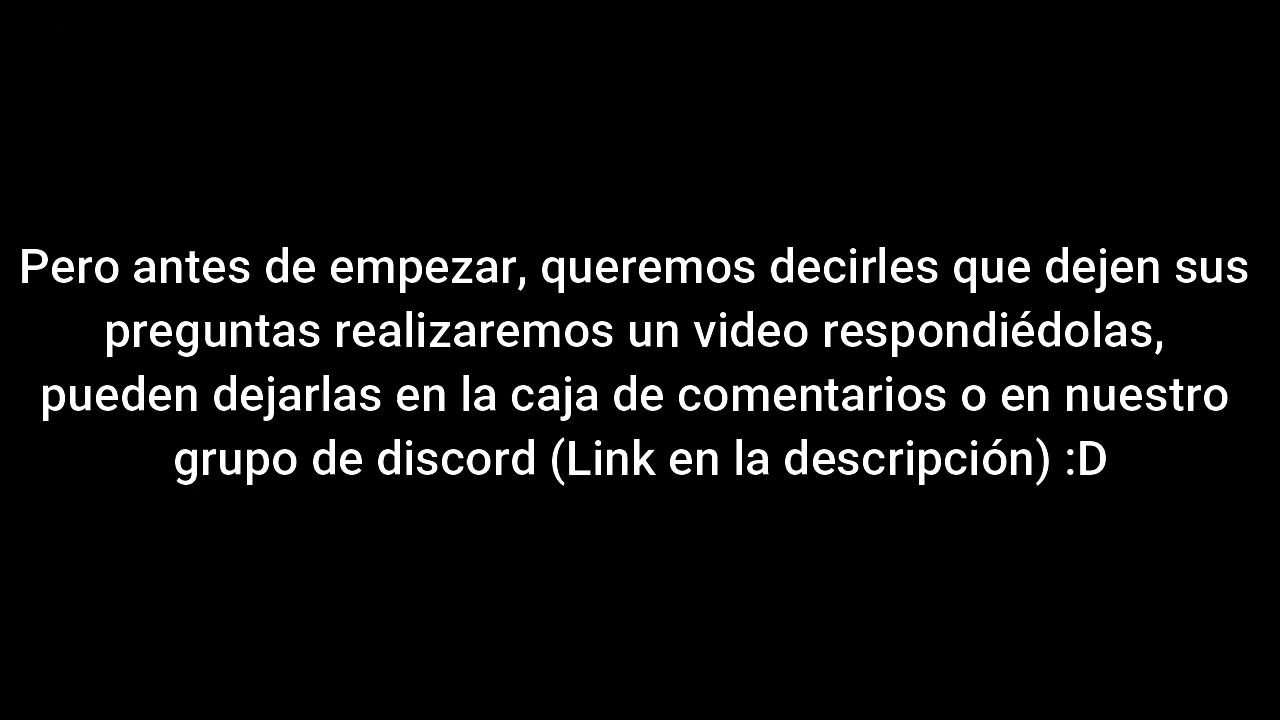 Pero antes de empezar, queremos decirles que dejen sus
preguntas realizaremos un video respondiédolas,
pueden dejarlas en la caja de comentarios o en nuestro
grupo de discord (Link en la descripción) :D